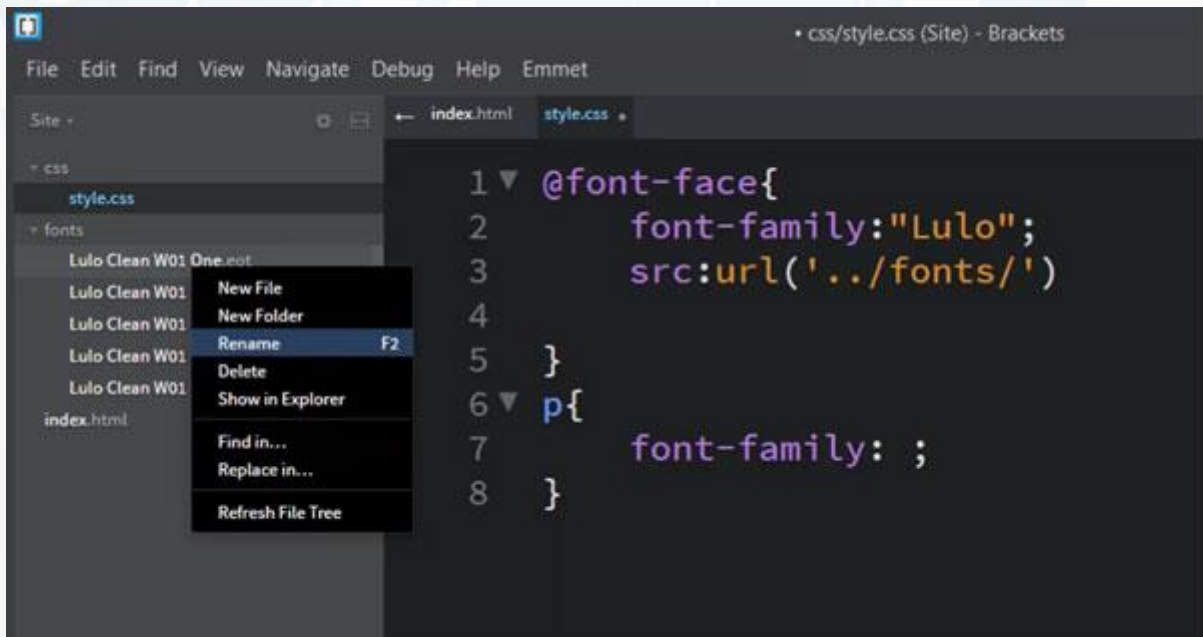 • css/style.css (Site) - Brackets
File Edit Find View Navigate Debug Help Emmet
Site
css
style.css
fonts
Lulo Clean W01 One.eot
Lulo Clean W01
Lulo Clean W01
Lulo Clean W01
Lulo Clean W01
index.html
New File
New Folder
Rename F2
Delete
Show in Explorer
Find in...
Replace in...
Refresh File Tree
← index.html style.css •
1 @font-face{
2 font-family:"Lulo";
3 src:url('../fonts/')
4
5 }
6 p{
7 font-family: ;
8 }